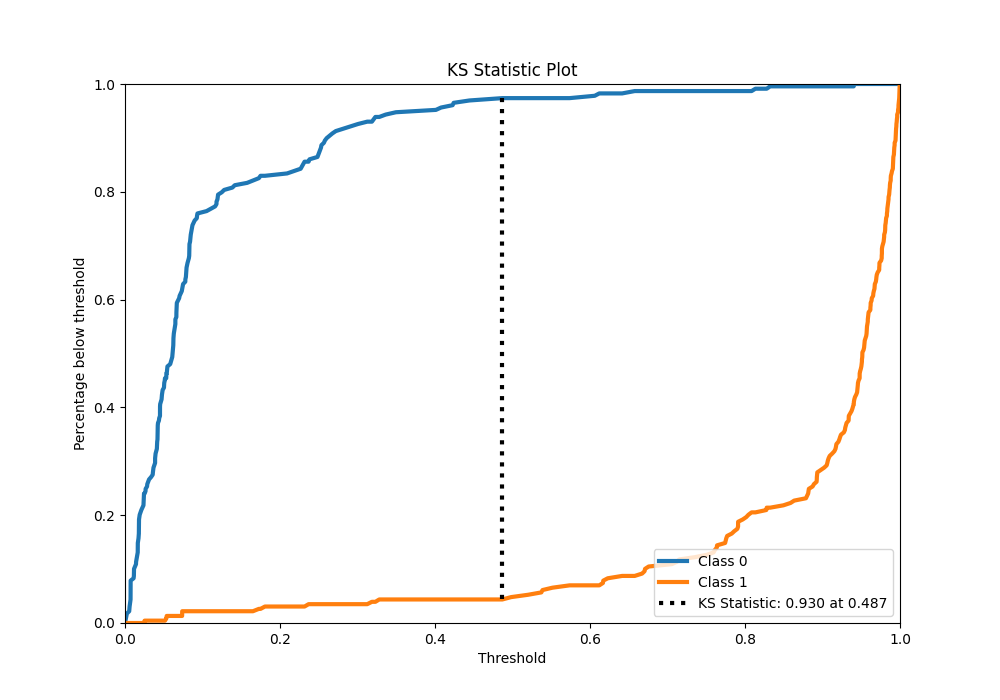 KS Statistic Plot
Percentage below threshold
1.0
0.8
0.6
0.4
0.2
0.0
0.0 0.2 0.4 0.6 0.8 1.0
Threshold
Class 0
Class 1
KS Statistic: 0.930 at 0.487